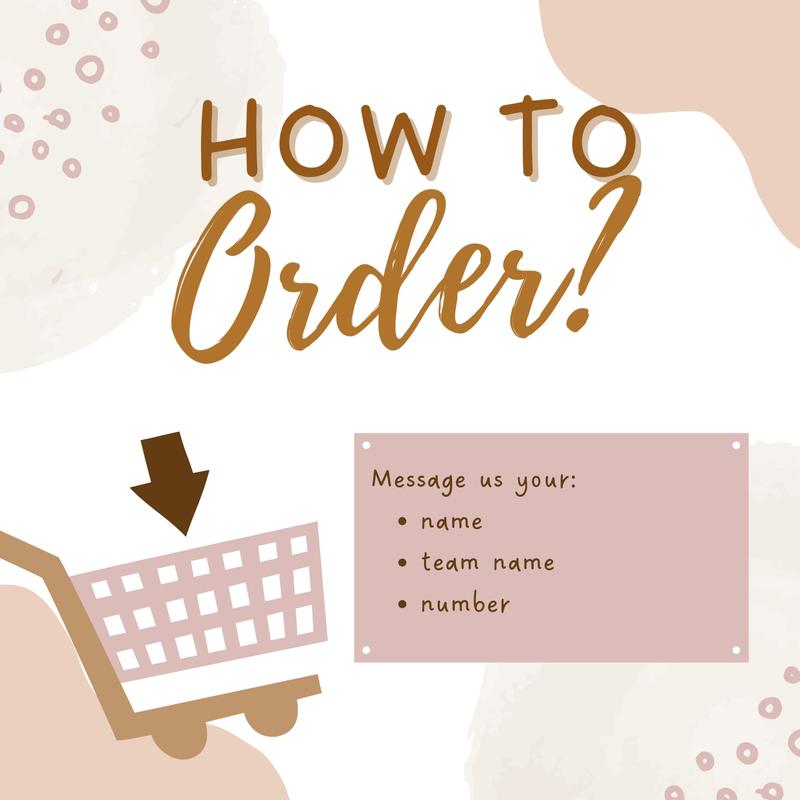 HOW TO
Order?
Message us your:
• name
• team name
• number